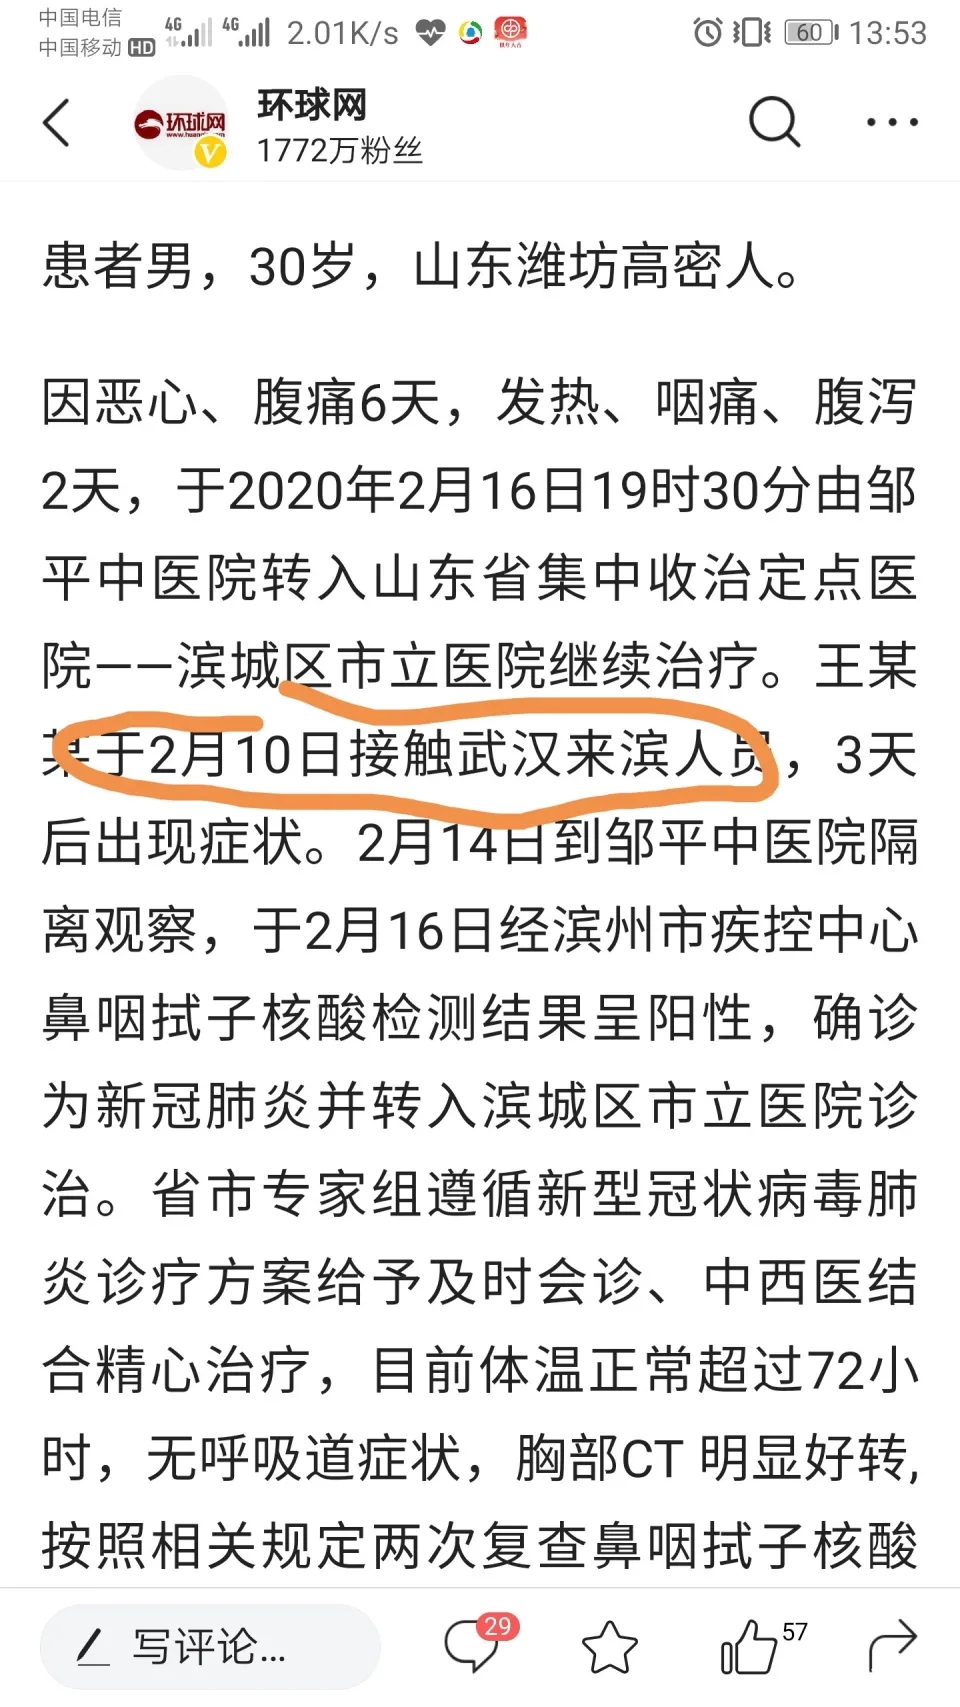 中国电信
中国移动 HD 4G 4G 2.01K/s 60 13:53
环球网
www.huanqiu.com
环球网
1772万粉丝
患者男，30岁，山东潍坊高密人。
因恶心、腹痛6天，发热、咽痛、腹泻
2天，于2020年2月16日19时30分由邹
平中医院转入山东省集中收治定点医
院——滨城区市立医院继续治疗。王某
某于2月10日接触武汉来滨人员，3天
后出现症状。2月14日到邹平中医院隔
离观察，于2月16日经滨州市疾控中心
鼻咽拭子核酸检测结果呈阳性，确诊
为新冠肺炎并转入滨城区市立医院诊
治。省市专家组遵循新型冠状病毒肺
炎诊疗方案给予及时会诊、中西医结
合精心治疗，目前体温正常超过72小
时，无呼吸道症状，胸部CT 明显好转,
按照相关规定两次复查鼻咽拭子核酸
写评论... 29 57